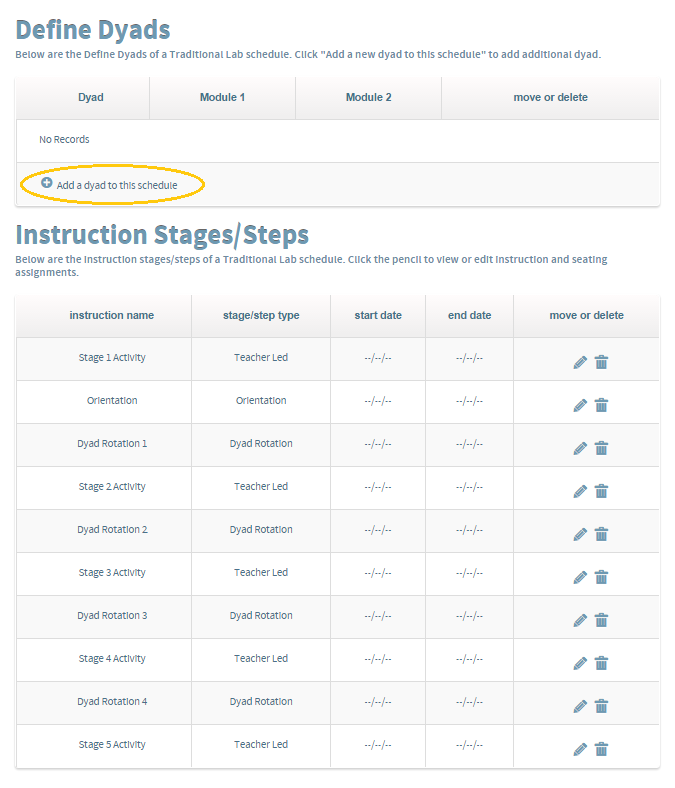 Define Dyads
Below are the Define Dyads of a Traditional Lab schedule. Click "Add a new dyad to this schedule" to add additional dyad.
Dyad Module 1 Module 2 move or delete
No Records
Add a dyad to this schedule
Instruction Stages/Steps
Below are the Instruction stages/steps of a Traditional Lab schedule. Click the pencil to view or edit instruction and seating
assignments.
instruction name stage/step type start date end date move or delete
Stage 1 Activity Teacher Led --/--/-- --/--/--
Orientation Orientation --/--/-- --/--/--
Dyad Rotation 1 Dyad Rotation --/--/-- --/--/--
Stage 2 Activity Teacher Led --/--/-- --/--/--
Dyad Rotation 2 Dyad Rotation --/--/-- --/--/--
Stage 3 Activity Teacher Led --/--/-- --/--/--
Dyad Rotation 3 Dyad Rotation --/--/-- --/--/--
Stage 4 Activity Teacher Led --/--/-- --/--/--
Dyad Rotation 4 Dyad Rotation --/--/-- --/--/--
Stage 5 Activity Teacher Led --/--/-- --/--/--